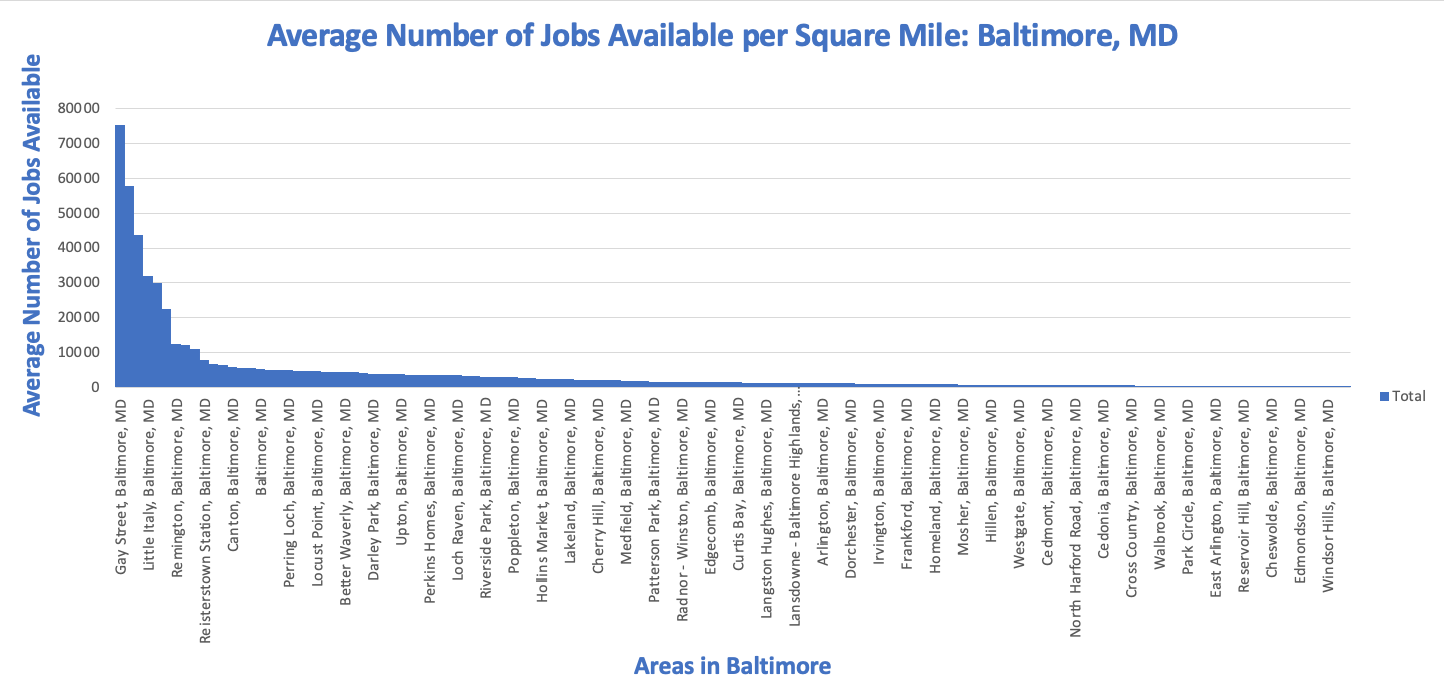 Average Number of Jobs Available per Square Mile: Baltimore, MD
Average Number of Jobs Available
80000
70000
60000
50000
40000
30000
20000
10000
0
Gay Street, Baltimore, MD
Little Italy, Baltimore, MD
Remington, Baltimore, MD
Reisterstown Station, Baltimore, MD
Canton, Baltimore, MD
Baltimore, MD
Perring Loch, Baltimore, MD
Locust Point, Baltimore, MD
Better Waverly, Baltimore, MD
Darley Park, Baltimore, MD
Upton, Baltimore, MD
Perkins Homes, Baltimore, MD
Loch Raven, Baltimore, MD
Riverside Park, Baltimore, MD
Poppleton, Baltimore, MD
Hollins Market, Baltimore, MD
Lakeland, Baltimore, MD
Cherry Hill, Baltimore, MD
Medfield, Baltimore, MD
Patterson Park, Baltimore, MD
Radnor - Winston, Baltimore, MD
Edgecomb, Baltimore, MD
Curtis Bay, Baltimore, MD
Langston Hughes, Baltimore, MD
Lansdowne - Baltimore Highlands, ...
Arlington, Baltimore, MD
Dorchester, Baltimore, MD
Irvington, Baltimore, MD
Frankford, Baltimore, MD
Homeland, Baltimore, MD
Mosher, Baltimore, MD
Hillen, Baltimore, MD
Westgate, Baltimore, MD
Cedmont, Baltimore, MD
North Harford Road, Baltimore, MD
Cedonia, Baltimore, MD
Cross Country, Baltimore, MD
Walbrook, Baltimore, MD
Park Circle, Baltimore, MD
East Arlington, Baltimore, MD
Reservoir Hill, Baltimore, MD
Cheswolde, Baltimore, MD
Edmondson, Baltimore, MD
Windsor Hills, Baltimore, MD
Total
Areas in Baltimore